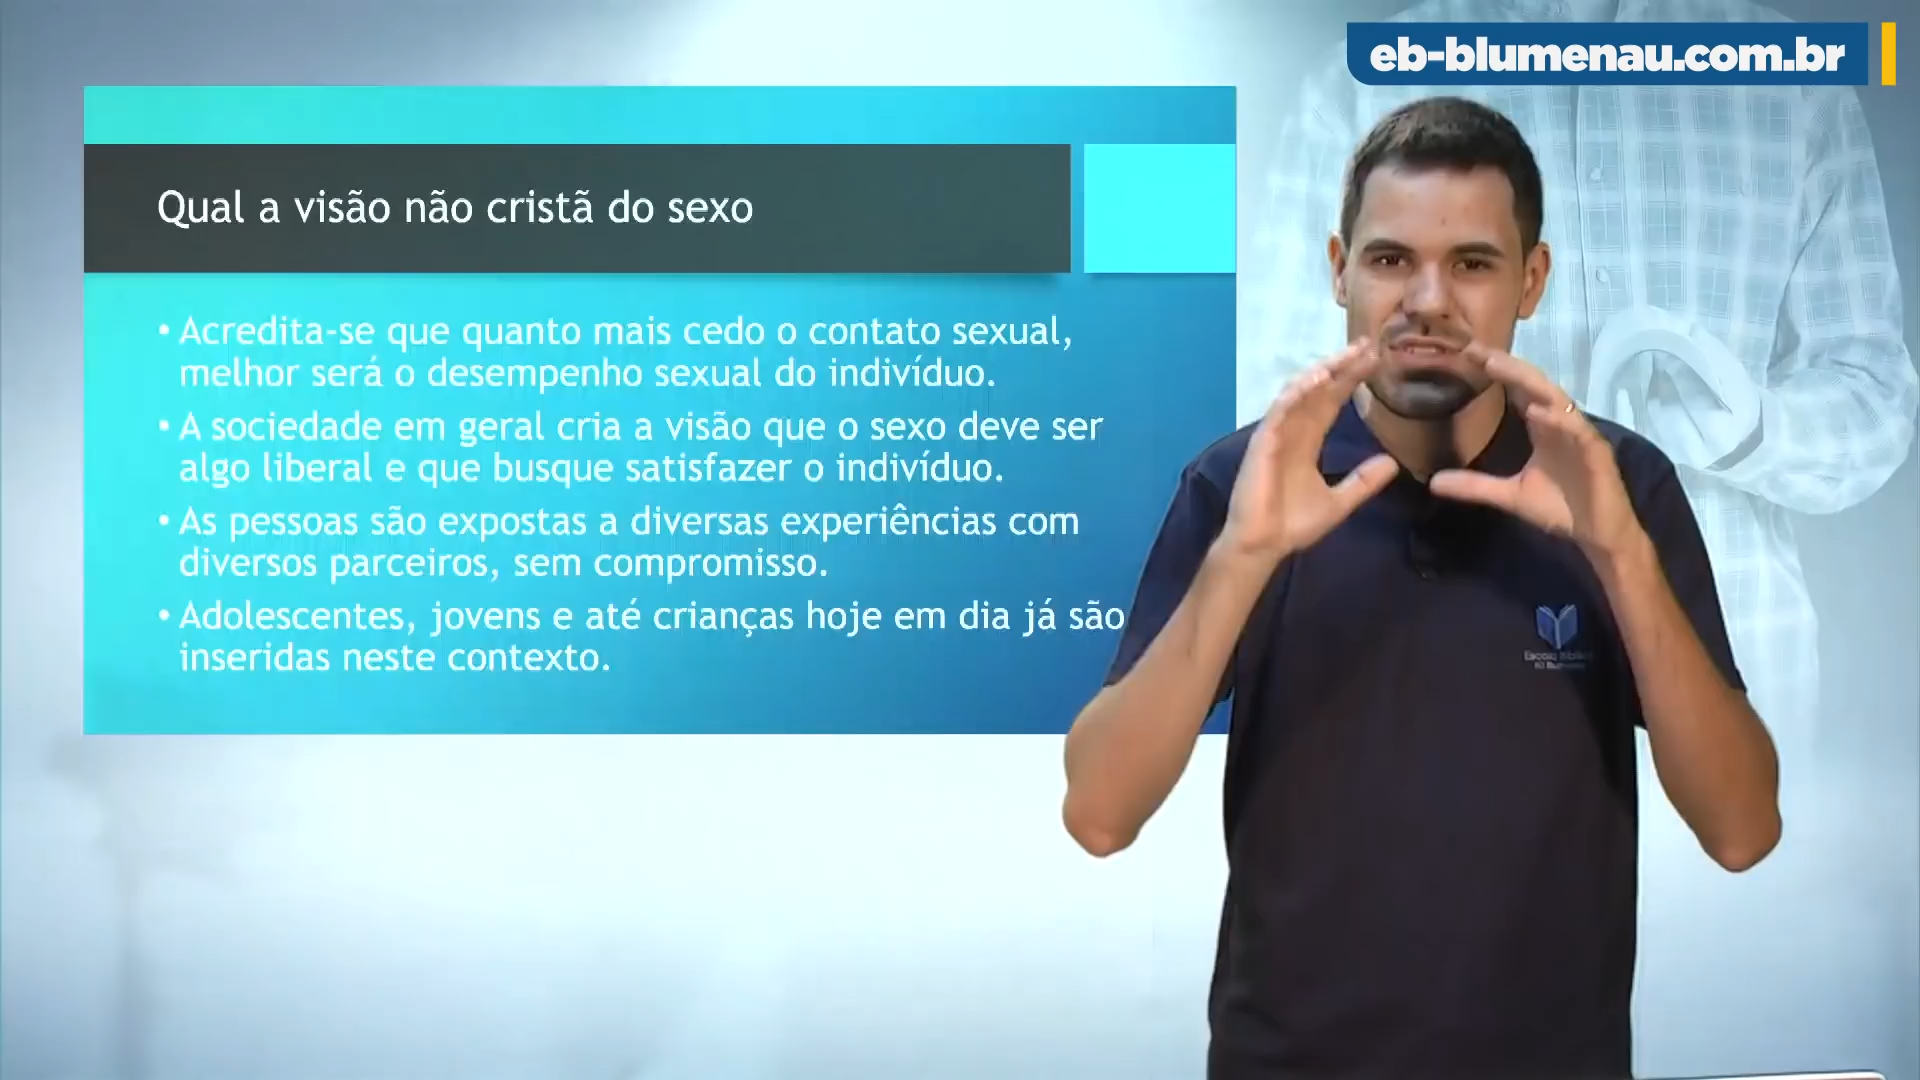 eb-blumenau.com.br
Qual a visão não cristã do sexo
• Acredita-se que quanto mais cedo o contato sexual,
melhor será o desempenho sexual do indivíduo.
• A sociedade em geral cria a visão que o sexo deve ser
algo liberal e que busque satisfazer o indivíduo.
• As pessoas são expostas a diversas experiências com
diversos parceiros, sem compromisso.
• Adolescentes, jovens e até crianças hoje em dia já são
inseridas neste contexto.
Escola